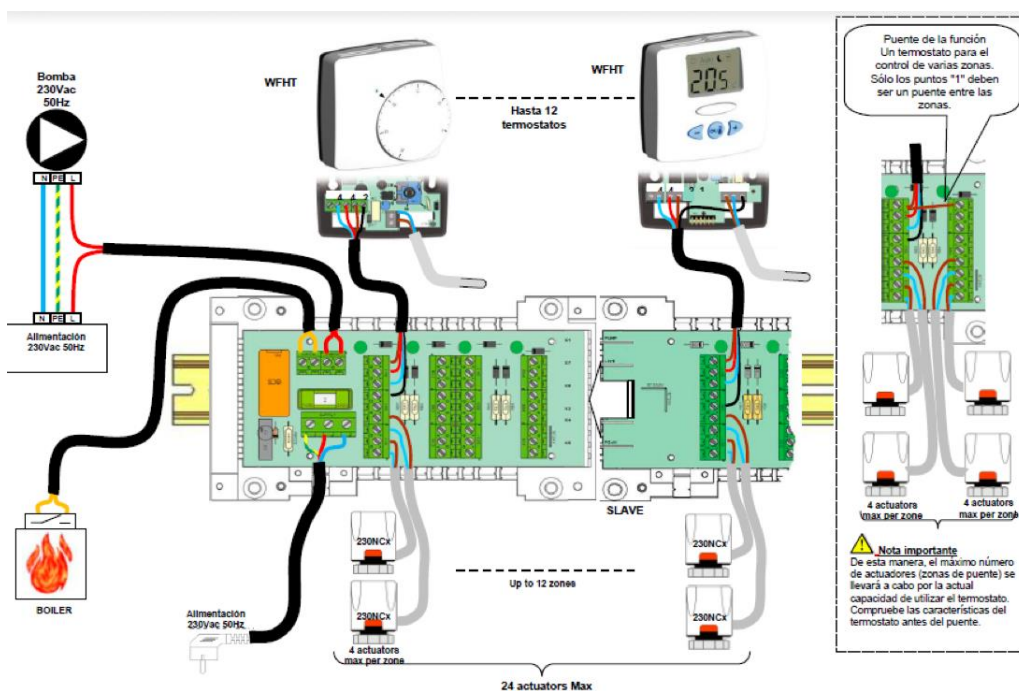 Bomba
230Vac
50Hz
N PE L
N PE L
Alimentación
230Vac 50Hz
WFHT
Hasta 12
termostatos
WFHT
205
Puente de la función
Un termostato para el
control de varias zonas.
Sólo los puntos "1" deben
ser un puente entre las
zonas.
SLAVE
BOILER
Alimentación
230Vac 50Hz
230NCx
230NCx
4 actuators
max per zone
Up to 12 zones
230NCx
230NCx
24 actuators Max
4 actuators
max per zone
4 actuators
max per zone
Nota importante
De esta manera, el máximo número
de actuadores (zonas de puente) se
llevará a cabo por la actual
capacidad de utilizar el termostato.
Compruebe las características del
termostato antes del puente.